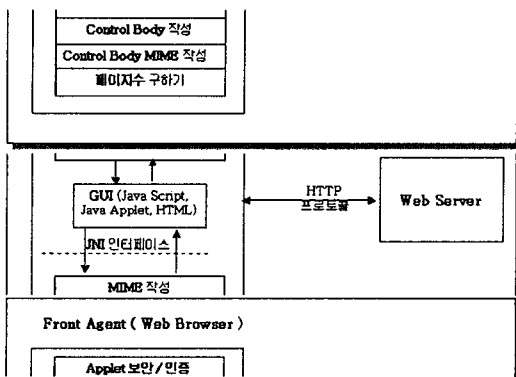 Control Body 작성
Control Body MIME 작성
페이지수 구하기
GUI (Java Script,
Java Applet, HTML)
HTTP
프로토콜
Web Server
JNI 인터페이스
MIME 작성
Front Agent ( Web Browser )
Applet 보안 / 인증